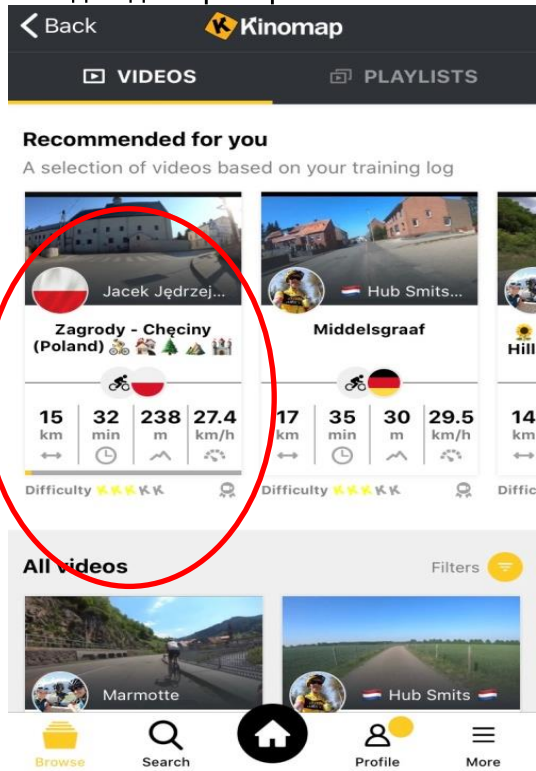 Back
Kinomap
VIDEOS
PLAYLISTS
Recommended for you
A selection of videos based on your training log
Jacek Jędrzej...
Hub Smits...
Zagrody - Chęciny
(Poland)
Middelsgraaf
Hill
15 32 238 27.4
km min m km/h
17 35 30 29.5
km min m km/h
14
km
Difficulty
Difficulty
Diffic
All videos
Filters
Marmotte
Hub Smits
Browse
Search
Profile
More